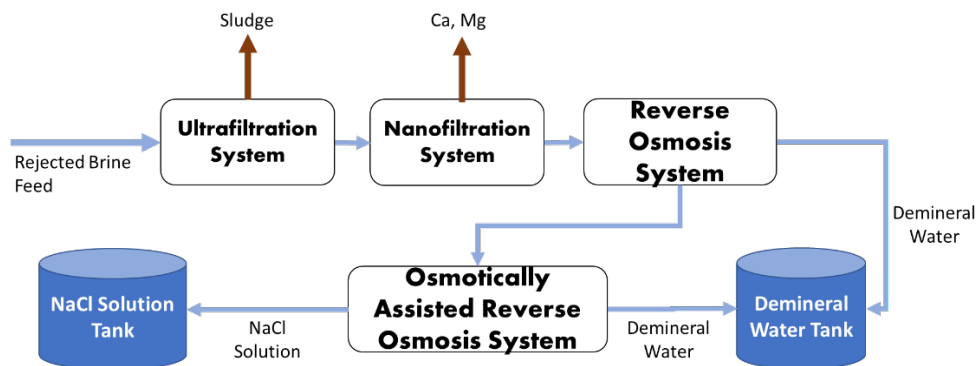 Sludge
Ca, Mg
Ultrafiltration
System
Nanofiltration
System
Reverse
Osmosis
System
Rejected Brine
Feed
Demineral
Water
NaCl Solution
Tank
Osmotically
Assisted Reverse
Osmosis System
Demineral
Water Tank
NaCl
Solution
Demineral
Water